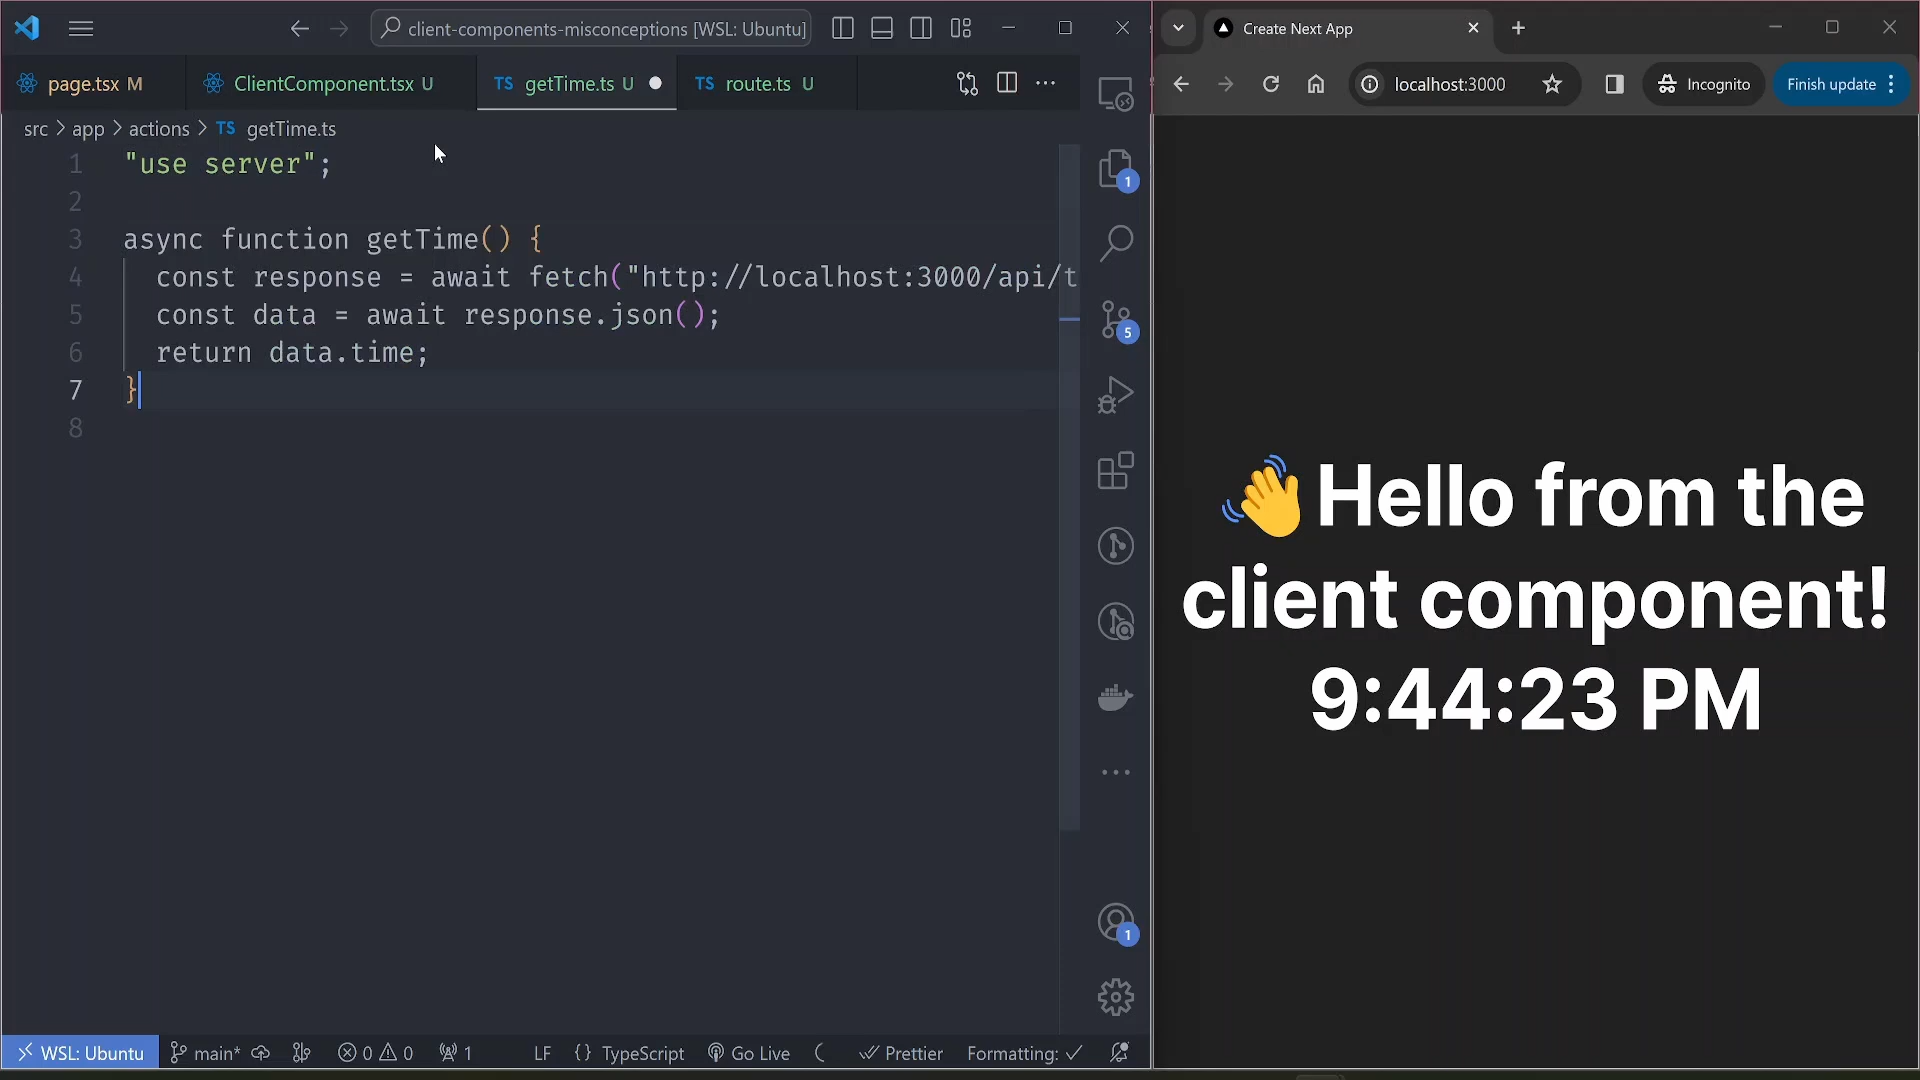 client-components-misconceptions [WSL: Ubuntu]
page.tsx M
ClientComponent.tsx U
TS getTime.ts U
TS route.ts U
src > app > actions > TS getTime.ts
1 "use server";
2
3 async function getTime() {
4 const response = await fetch("http://localhost:3000/api/t
5 const data = await response.json();
6 return data.time;
7 }
8
1
5
1
WSL: Ubuntu
main*
0 0
1
LF
{} TypeScript
Go Live
Prettier
Formatting: ✓
Create Next App
localhost:3000
Incognito
Finish update
👋 Hello from the
client component!
9:44:23 PM